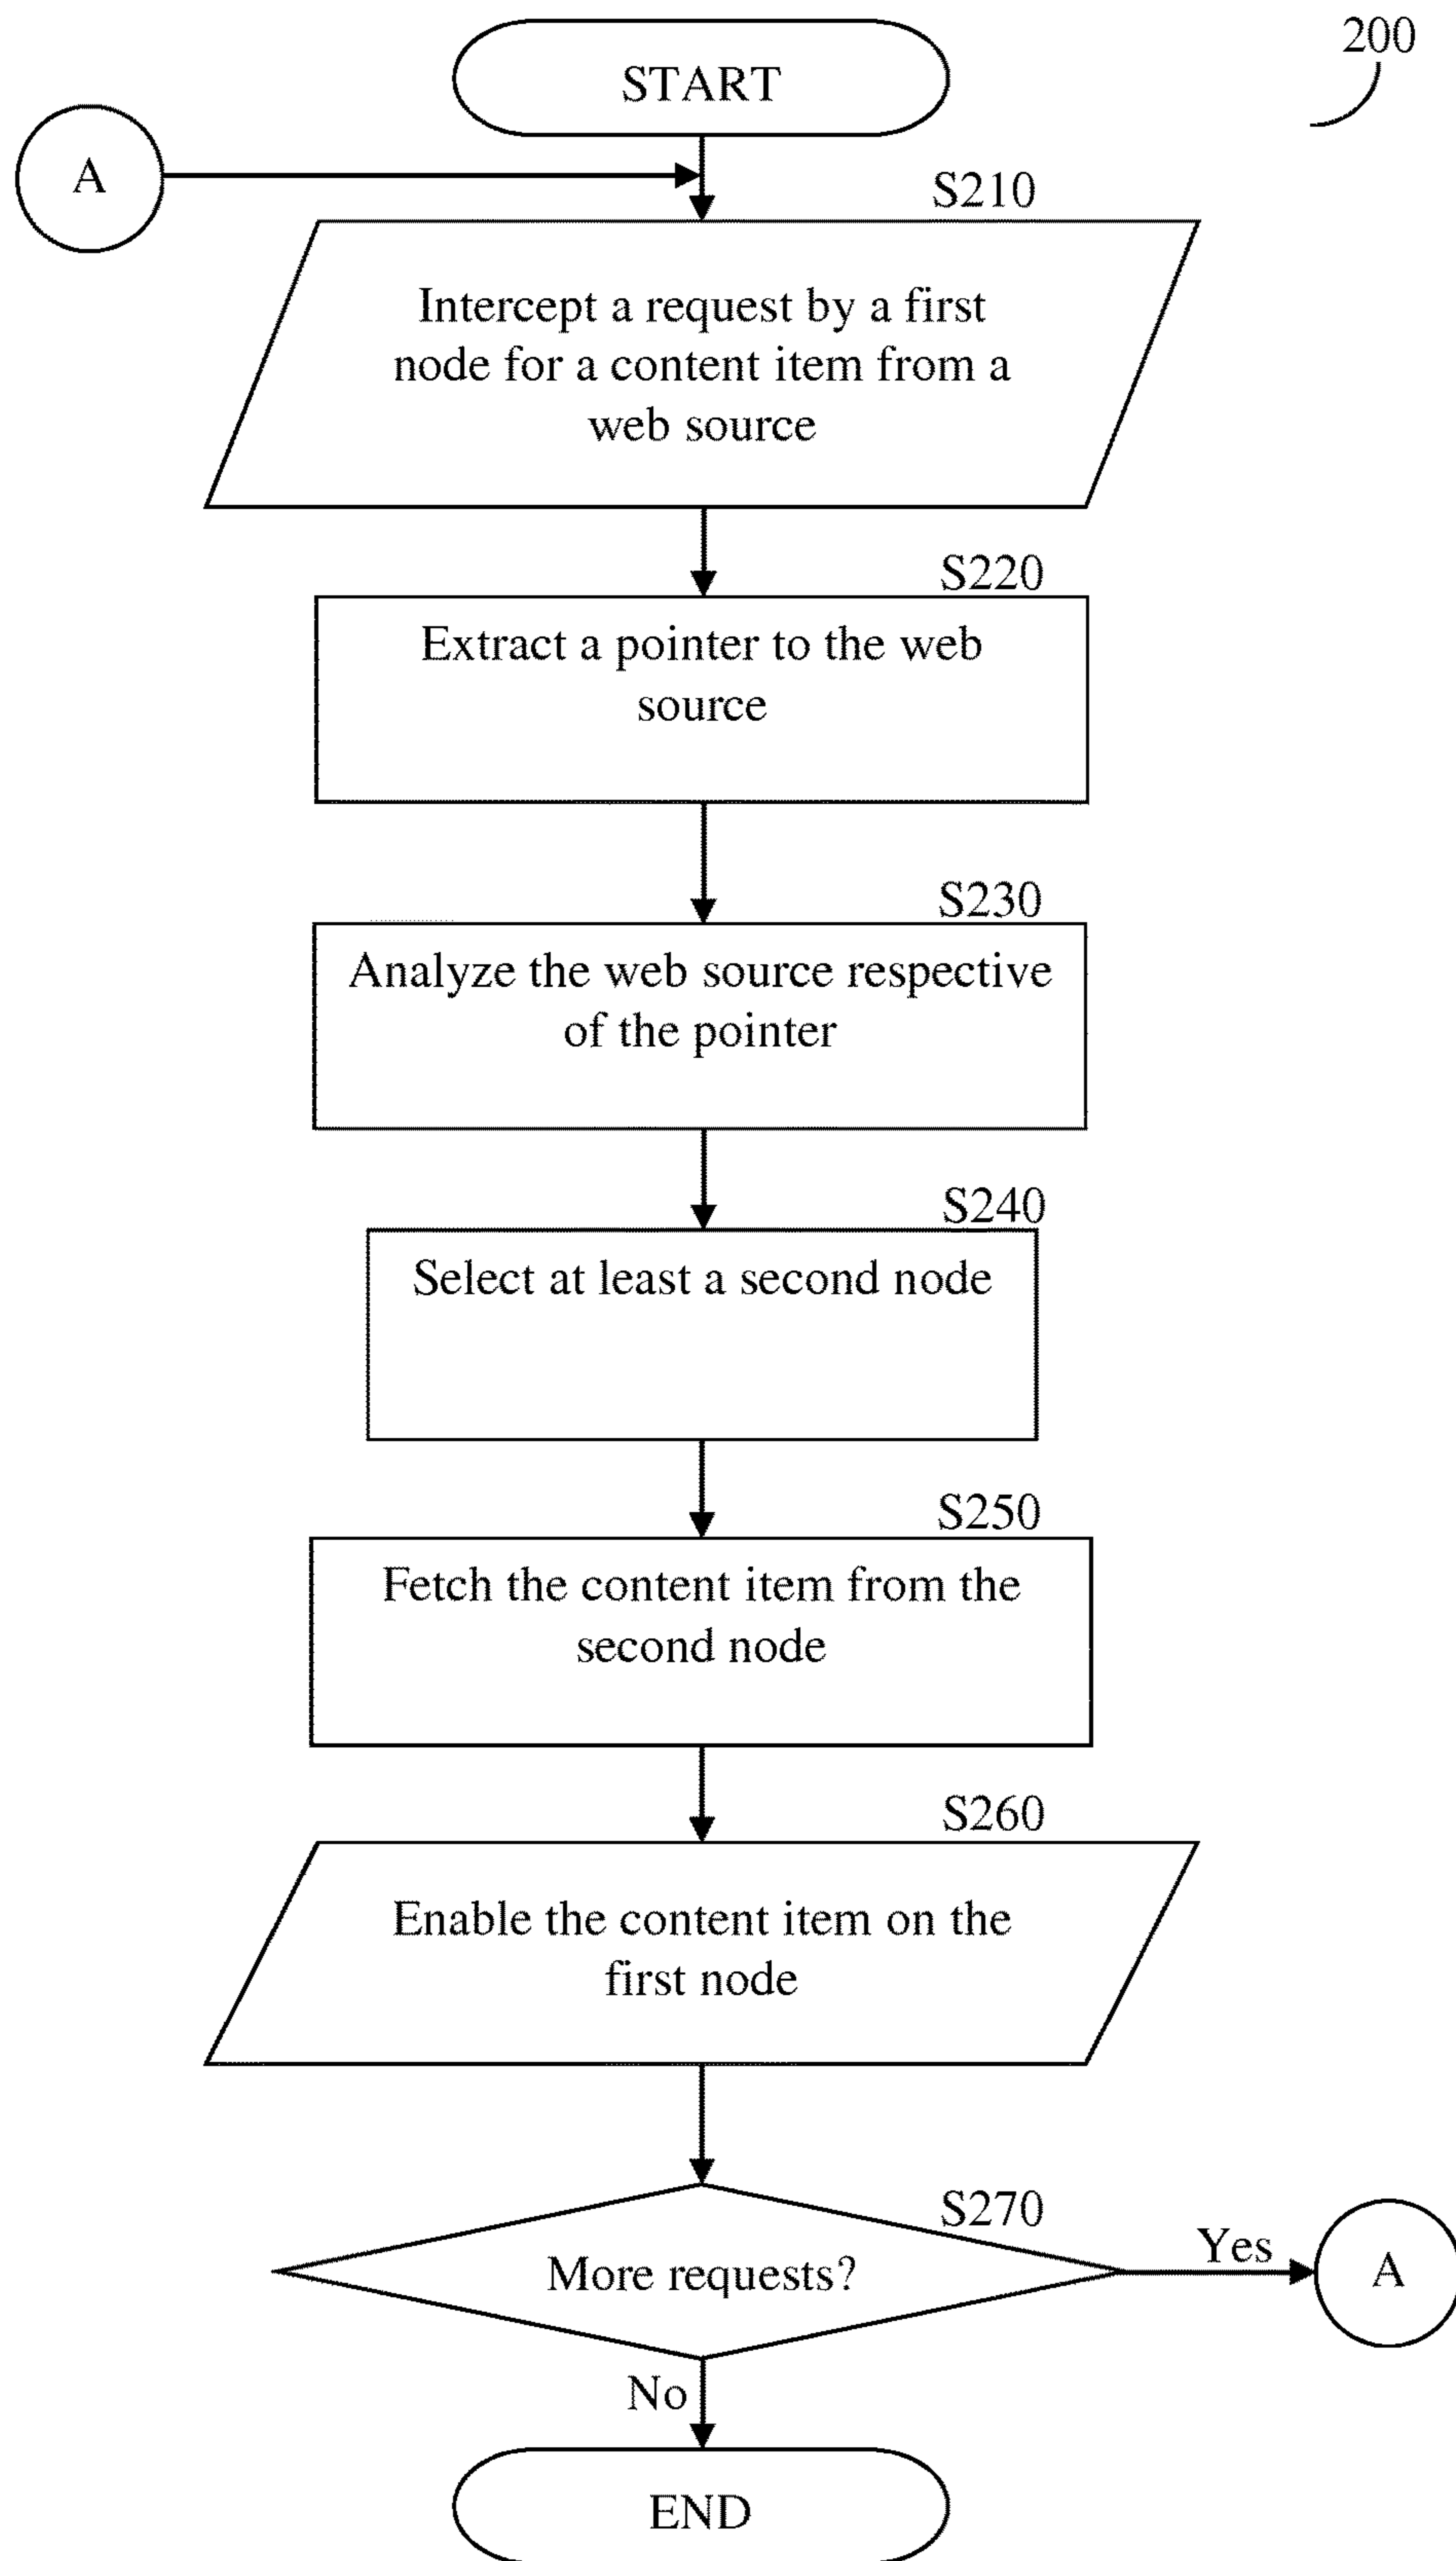 200
START
A
S210
Intercept a request by a first
node for a content item from a
web source
S220
Extract a pointer to the web
source
S230
Analyze the web source respective
of the pointer
S240
Select at least a second node
S250
Fetch the content item from the
second node
S260
Enable the content item on the
first node
S270
More requests?
Yes
A
No
END